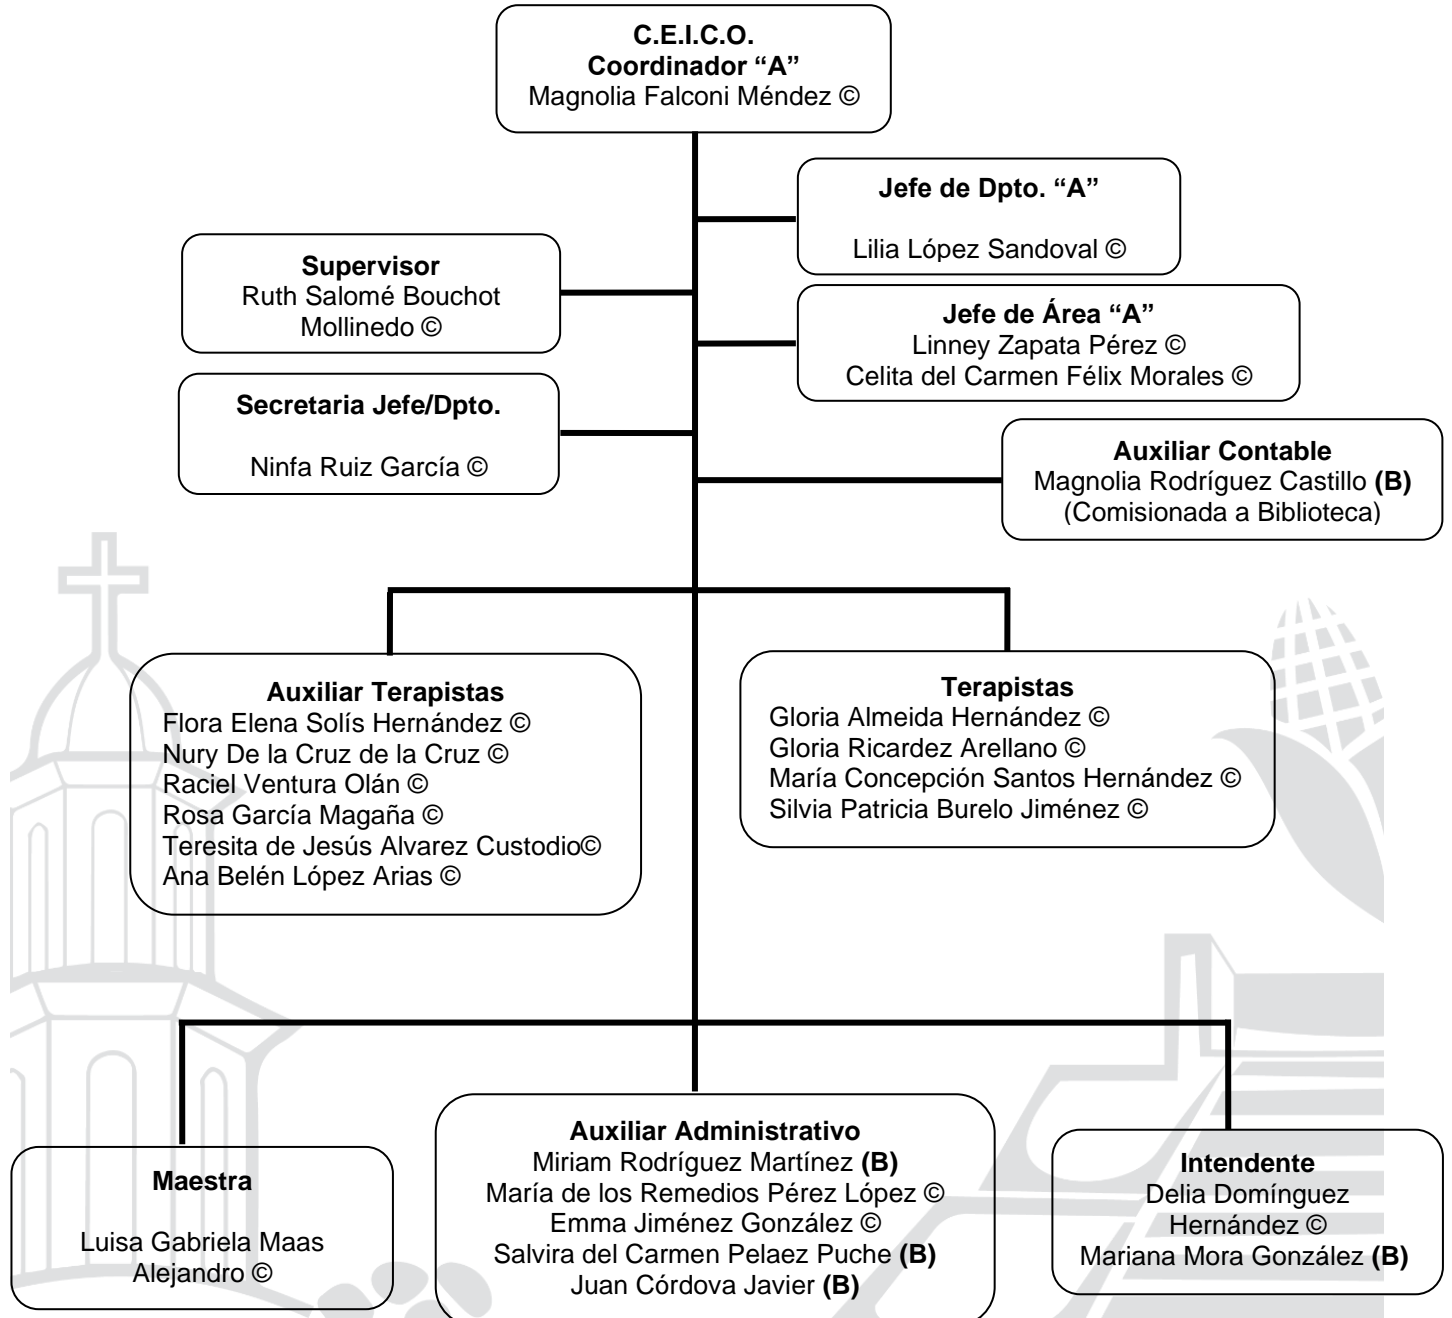 C.E.I.C.O.
Coordinador “A”
Magnolia Falconi Méndez ©
Jefe de Dpto. “A”
Lilia López Sandoval ©
Supervisor
Ruth Salomé Bouchot
Mollinedo ©
Jefe de Área “A”
Linney Zapata Pérez ©
Celita del Carmen Félix Morales ©
Secretaria Jefe/Dpto.
Ninfa Ruiz García ©
Auxiliar Contable
Magnolia Rodríguez Castillo (B)
(Comisionada a Biblioteca)
Auxiliar Terapistas
Flora Elena Solís Hernández ©
Nury De la Cruz de la Cruz ©
Raciel Ventura Olán ©
Rosa García Magaña ©
Teresita de Jesús Alvarez Custodio©
Ana Belén López Arias ©
Terapistas
Gloria Almeida Hernández ©
Gloria Ricardez Arellano ©
María Concepción Santos Hernández ©
Silvia Patricia Burelo Jiménez ©
Maestra
Luisa Gabriela Maas
Alejandro ©
Auxiliar Administrativo
Miriam Rodríguez Martínez (B)
María de los Remedios Pérez López ©
Emma Jiménez González ©
Salvira del Carmen Pelaez Puche (B)
Juan Córdova Javier (B)
Intendente
Delia Domínguez
Hernández ©
Mariana Mora González (B)